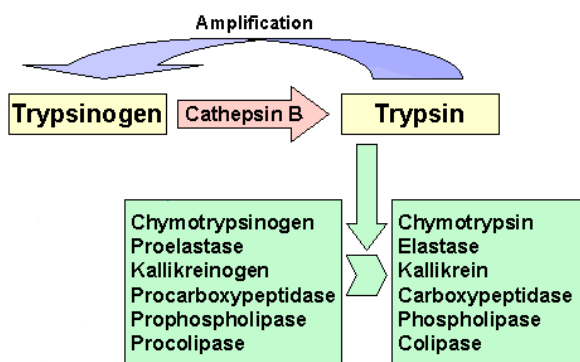 Amplification
Trypsinogen
Cathepsin B
Trypsin
Chymotrypsinogen
Proelastase
Kallikreinogen
Procarboxypeptidase
Prophospholipase
Procolipase
Chymotrypsin
Elastase
Kallikrein
Carboxypeptidase
Phospholipase
Colipase